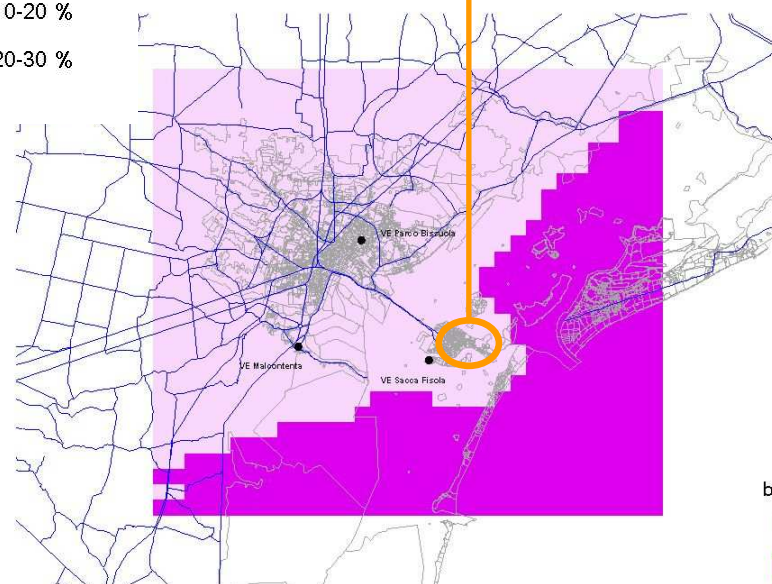 0-20 %
20-30 %
VE Parco Bissuola
VE Malcontenta
VE Sacca Fisola
b